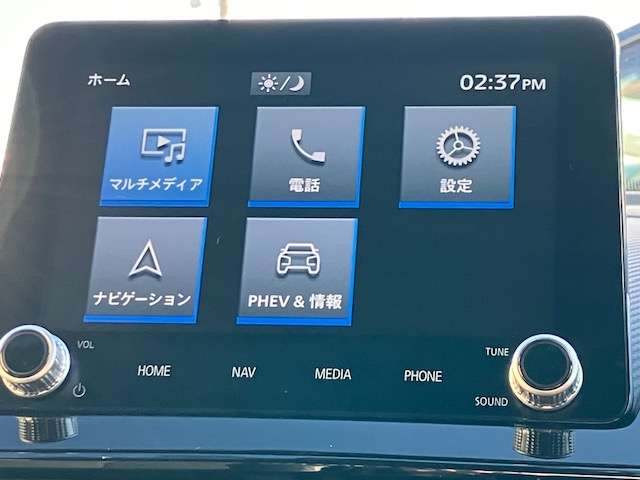 ホーム
02:37PM
マルチメディア
電話
設定
ナビゲーション
PHEV & 情報
VOL
HOME
NAV
MEDIA
PHONE
TUNE
SOUND